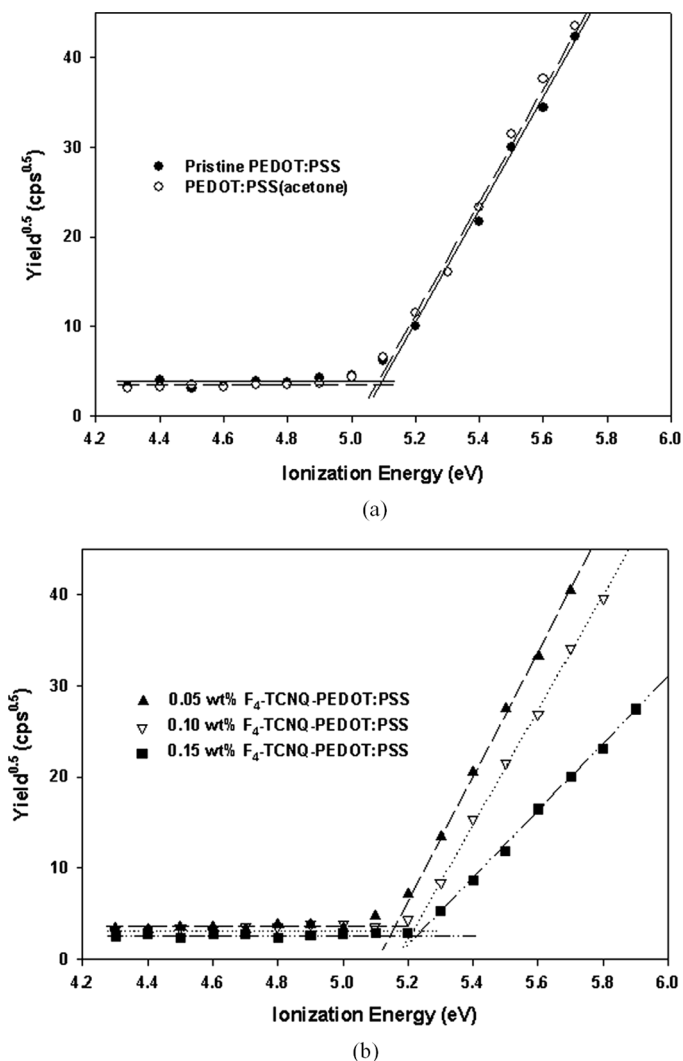 40
30
20
10
0
Yield^0.5 (cps^0.5)
Pristine PEDOT:PSS
PEDOT:PSS(acetone)
4.2 4.4 4.6 4.8 5.0 5.2 5.4 5.6 5.8 6.0
Ionization Energy (eV)
(a)
40
30
20
10
0
Yield^0.5 (cps^0.5)
0.05 wt% F4-TCNQ-PEDOT:PSS
0.10 wt% F4-TCNQ-PEDOT:PSS
0.15 wt% F4-TCNQ-PEDOT:PSS
4.2 4.4 4.6 4.8 5.0 5.2 5.4 5.6 5.8 6.0
Ionization Energy (eV)
(b)